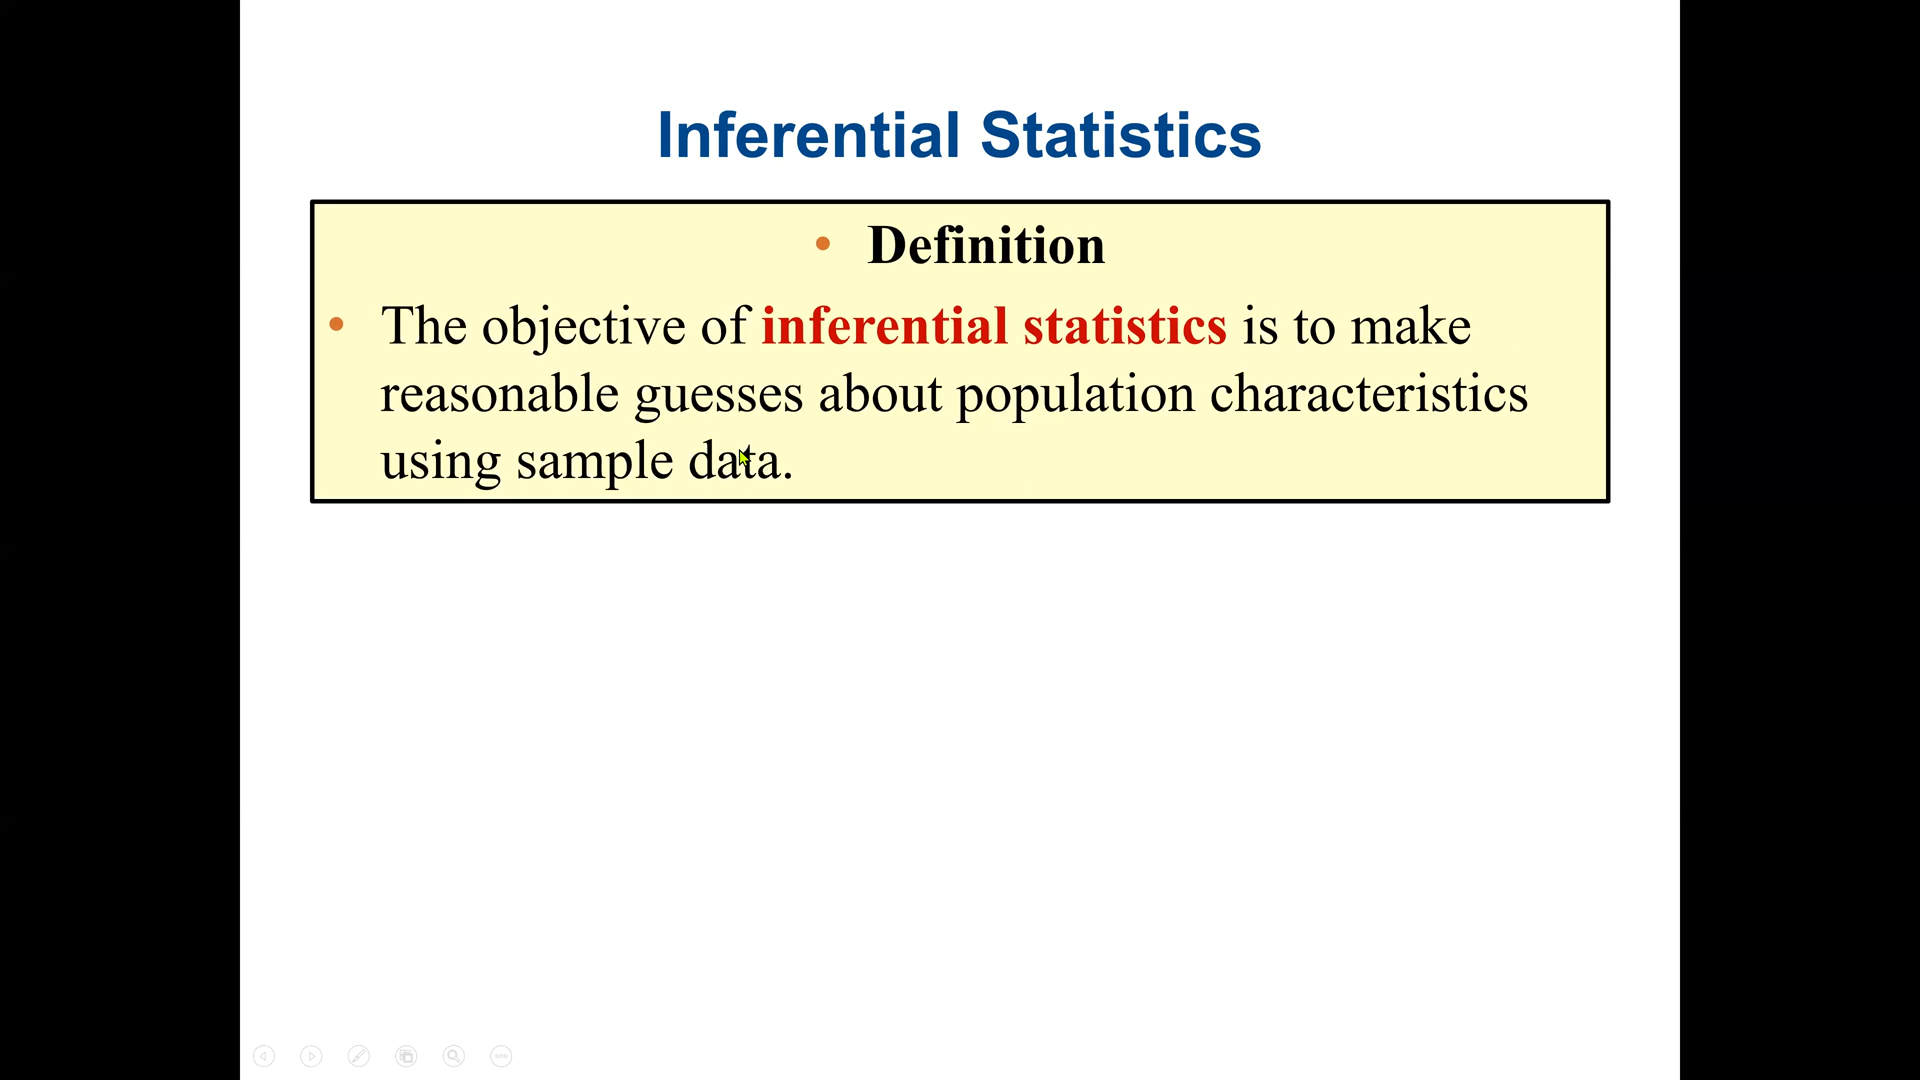 Inferential Statistics
• Definition
• The objective of inferential statistics is to make
reasonable guesses about population characteristics
using sample data.